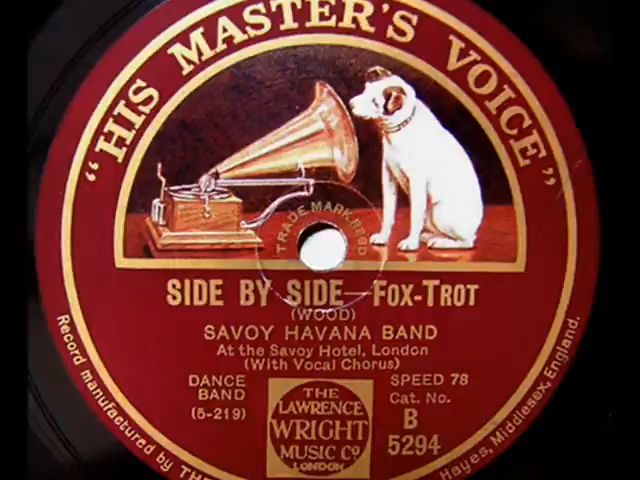 "HIS MASTER'S VOICE"
TRADE MARK REGD
SIDE BY SIDE—FOX-TROT
(WOOD)
SAVOY HAVANA BAND
At the Savoy Hotel, London
(With Vocal Chorus)
DANCE
BAND
(5-219)
THE
LAWRENCE
WRIGHT
MUSIC Co
LONDON
SPEED 78
Cat. No.
B
5294
Record manufactured by THE
Hayes, Middlesex, England.